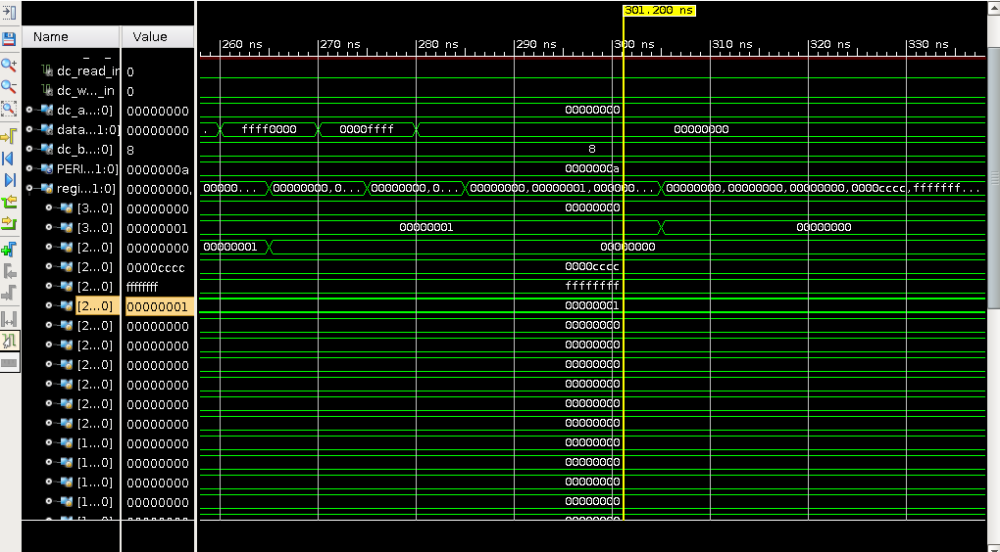 301.200 ns
Name Value
260 ns 270 ns 280 ns 290 ns 300 ns 310 ns 320 ns 330 ns
dc_read_in 0
dc_w..._in 0
dc_a...:0] 00000000 00000000
data...1:0] 00000000 . ffff0000 0000ffff 00000000
dc_b...:0] 8 8
PERI...1:0] 0000000a 0000000a
regi...1:0] 00000000, 00000... 00000000,0... 00000000,0... 00000000,00000001,000000... 00000000,00000000,00000000,0000cccc,fffffff...
[3...0] 00000000 00000000
[3...0] 00000001 00000001 00000000
[2...0] 00000000 00000001 00000000
[2...0] 0000cccc 0000cccc
[2...0] ffffffff ffffffff
[2...0] 00000001 00000001
[2...0] 00000000 00000000
[2...0] 00000000 00000000
[2...0] 00000000 00000000
[2...0] 00000000 00000000
[2...0] 00000000 00000000
[2...0] 00000000 00000000
[1...0] 00000000 00000000
[1...0] 00000000 00000000
[1...0] 00000000 00000000
[1...0] 00000000 00000000